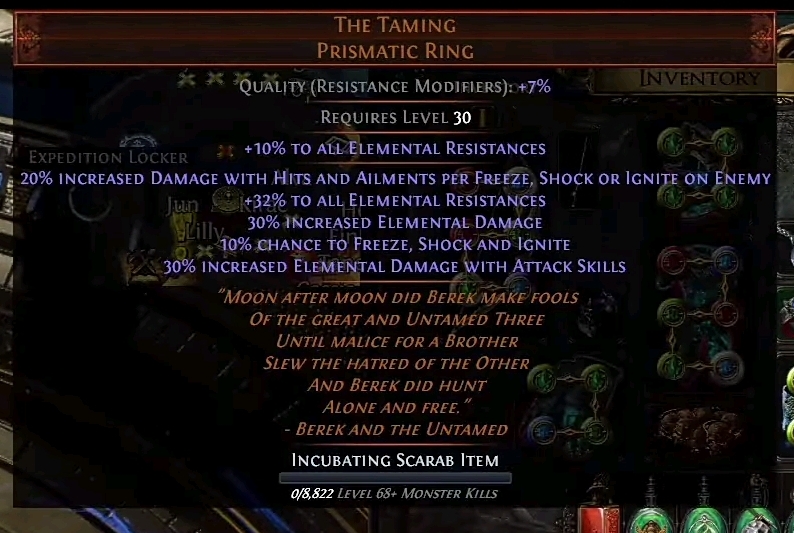 The Taming
Prismatic Ring
Inventory
Quality (Resistance Modifiers): +7%
Requires Level 30
+10% to all Elemental Resistances
Expedition Locker
20% increased Damage with Hits and Ailments per Freeze, Shock or Ignite on Enemy
+32% to all Elemental Resistances
Jun
30% increased Elemental Damage
Lilly
10% chance to Freeze, Shock and Ignite
30% increased Elemental Damage with Attack Skills
"Moon after moon did Berek make fools
Of the great and Untamed Three
Until malice for a Brother
Slew the hatred of the Other
And Berek did hunt
Alone and free."
- Berek and the Untamed
Incubating Scarab Item
0/8,822 Level 68+ Monster Kills